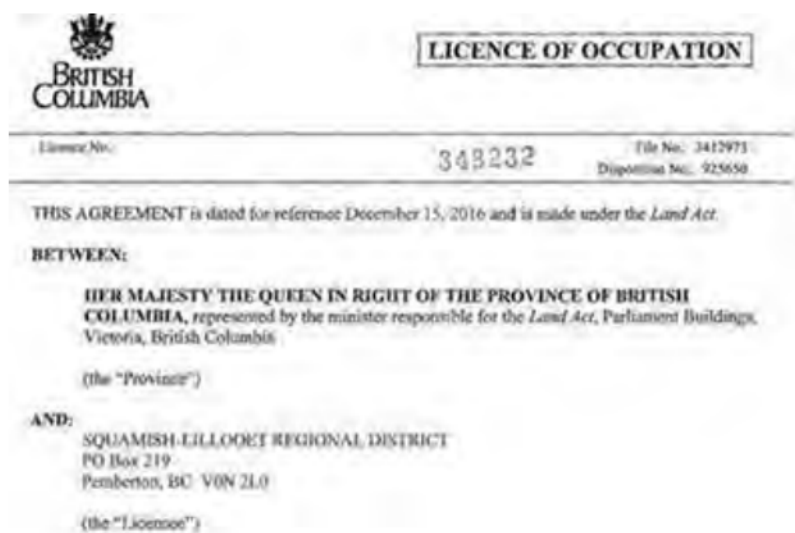 BRITISH
COLUMBIA
LICENCE OF OCCUPATION
Licence No.:
348232
File No.: 3412971
Disposition No.: 925650
THIS AGREEMENT is dated for reference December 15, 2016 and is made under the Land Act.
BETWEEN:
HER MAJESTY THE QUEEN IN RIGHT OF THE PROVINCE OF BRITISH
COLUMBIA, represented by the minister responsible for the Land Act, Parliament Buildings,
Victoria, British Columbia
(the "Province")
AND:
SQUAMISH-LILLOOET REGIONAL DISTRICT
PO Box 219
Pemberton, BC V0N 2L0
(the "Licensee")